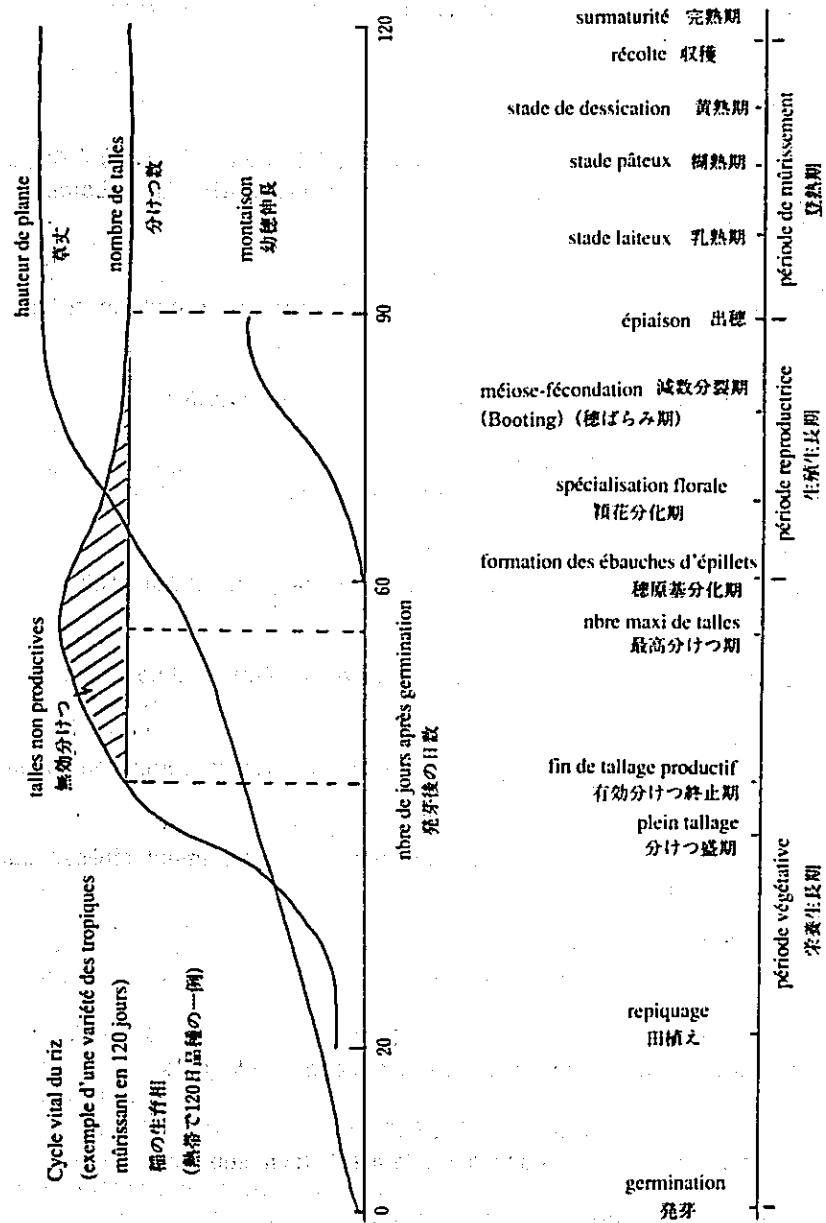 Cycle vital du riz
(exemple d'une variété des tropiques
mûrissant en 120 jours)
稲の生育相
(熱帯で120日品種の一例)
talles non productives
無効分けつ
hauteur de plante
草丈
nombre de talles
分けつ数
montaison
幼穂伸長
0
20
60
90
120
nbre de jours après germination
発芽後の日数
germination
発芽
repiquage
田植え
plein tallage
分けつ盛期
fin de tallage productif
有効分けつ終止期
nbre maxi de talles
最高分けつ期
formation des ébauches d'épillets
穂原基分化期
spécialisation florale
穎花分化期
méiose-fécondation 減数分裂期
(Booting) (穂ばらみ期)
épiaison 出穂
stade laiteux 乳熟期
stade pâteux 糊熟期
stade de dessication 黄熟期
récolte 収穫
surmaturité 完熟期
période végétative
栄養生長期
période reproductrice
生殖生長期
période de mûrissement
登熟期